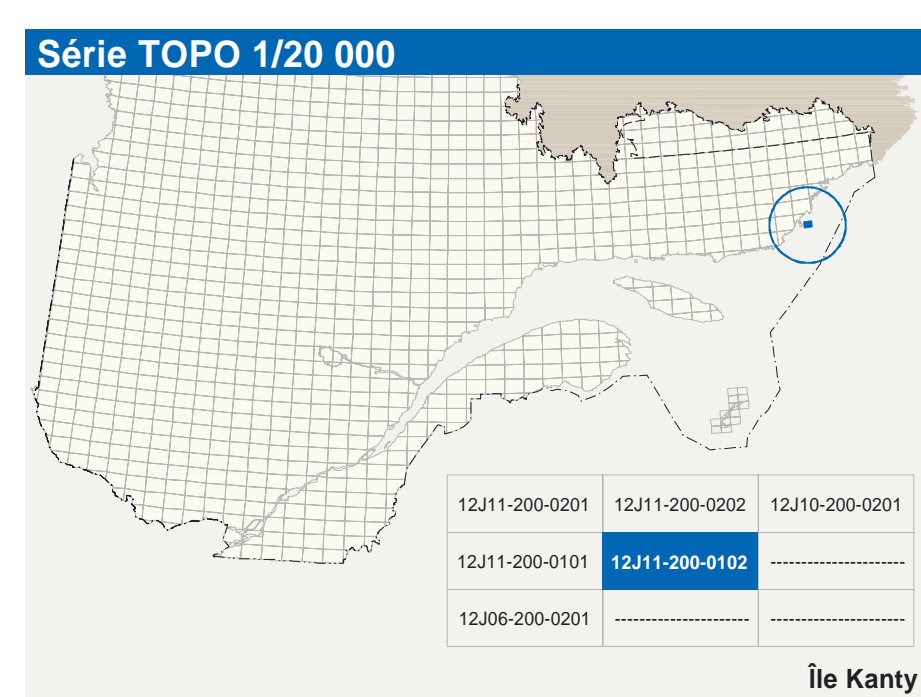 Série TOPO 1/20 000
12J11-200-0201 12J11-200-0202 12J10-200-0201
12J11-200-0101 12J11-200-0102 ----------------------
12J06-200-0201 ---------------------- ----------------------
Île Kanty